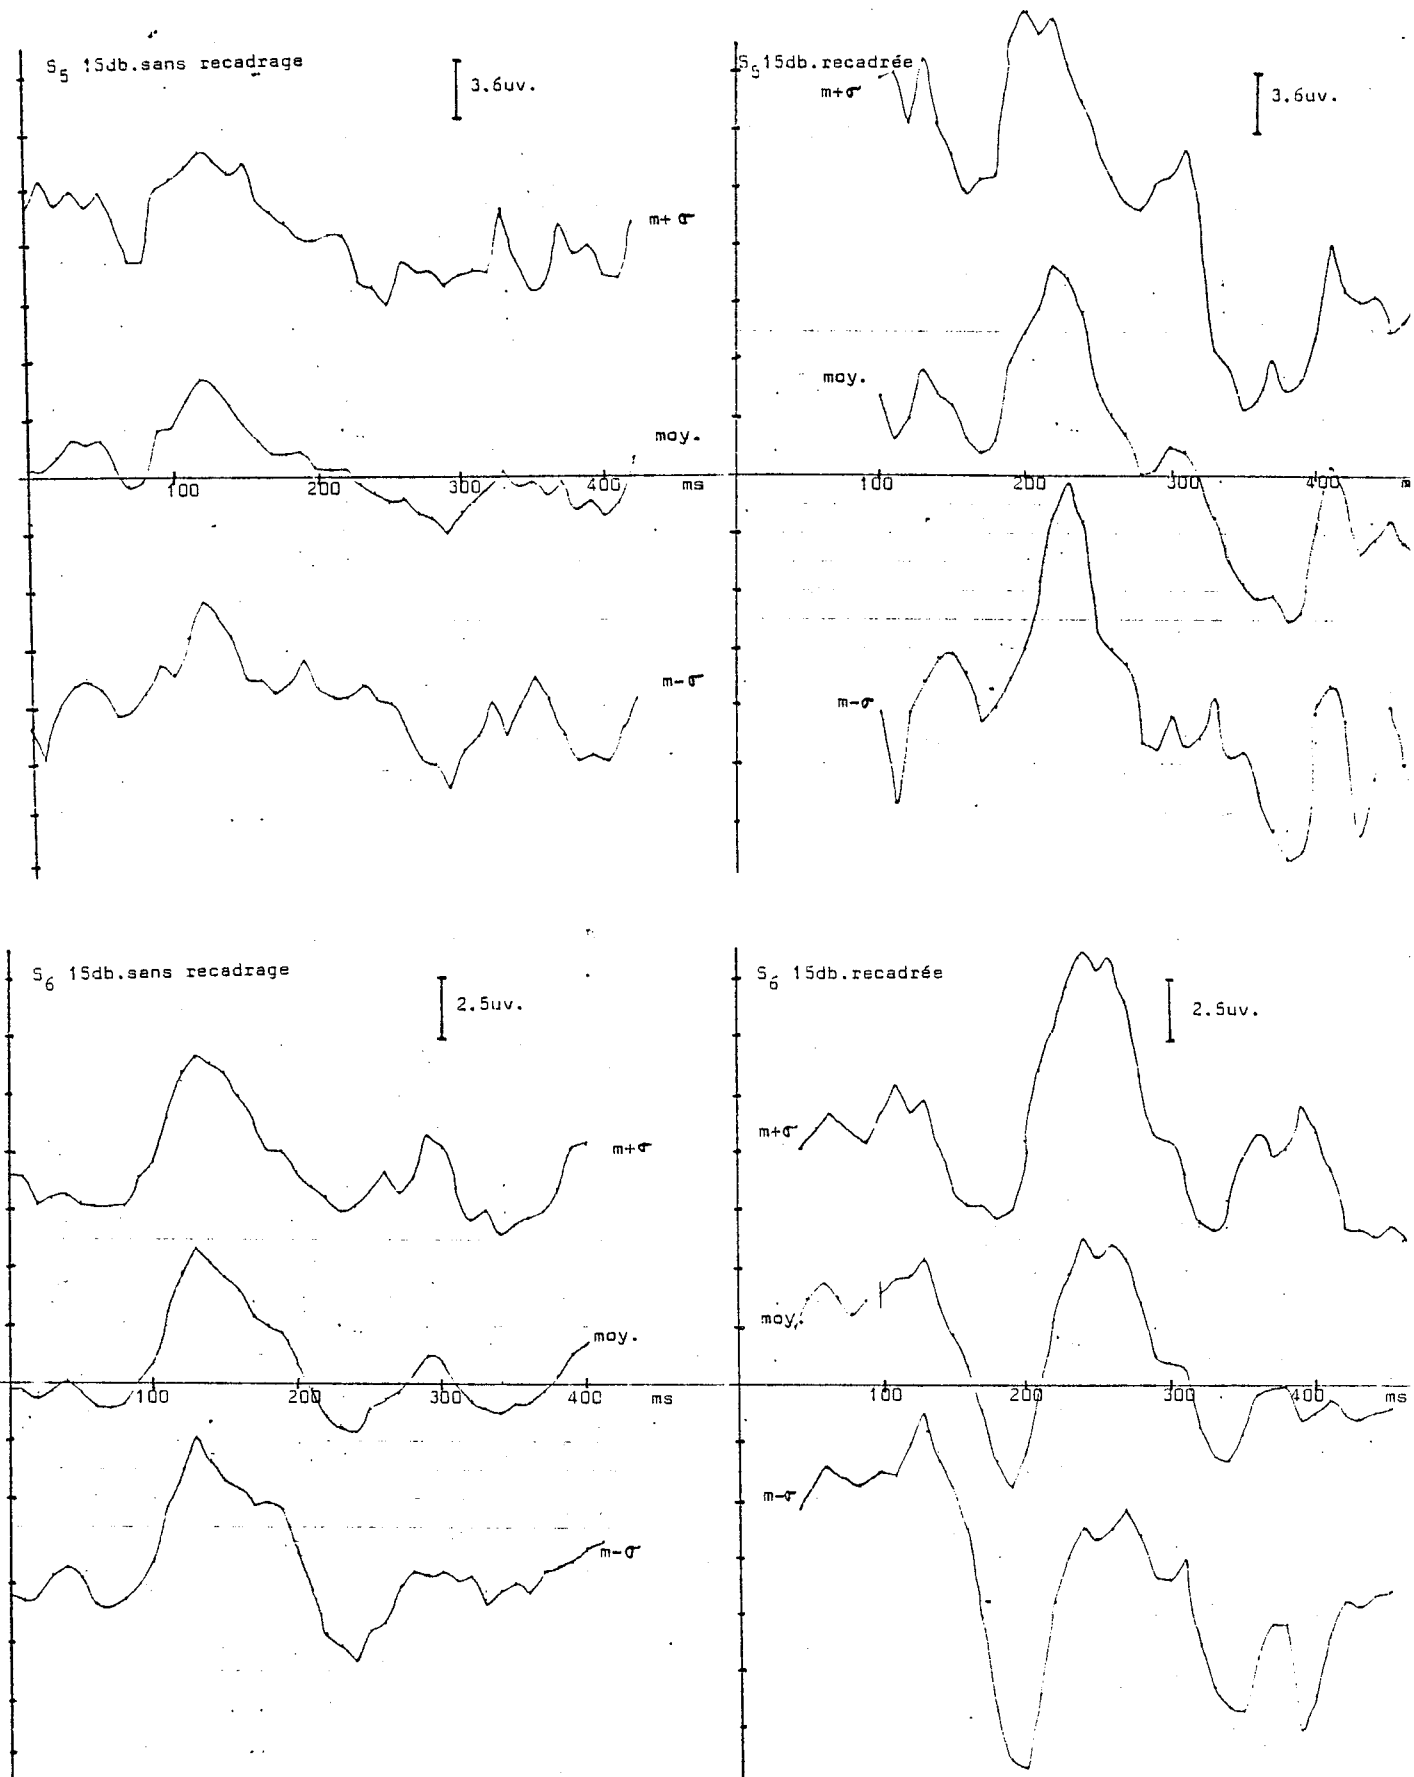 S5 15db.sans recadrage
3.6uv.
m+σ
moy.
100 200 300 400 ms
m-σ
S5 15db.recadrée
m+σ
3.6uv.
moy.
100 200 300 400 m
m-σ
S6 15db.sans recadrage
2.5uv.
m+σ
moy.
100 200 300 400 ms
m-σ
S6 15db.recadrée
2.5uv.
m+σ
moy.
100 200 300 400 ms
m-σ